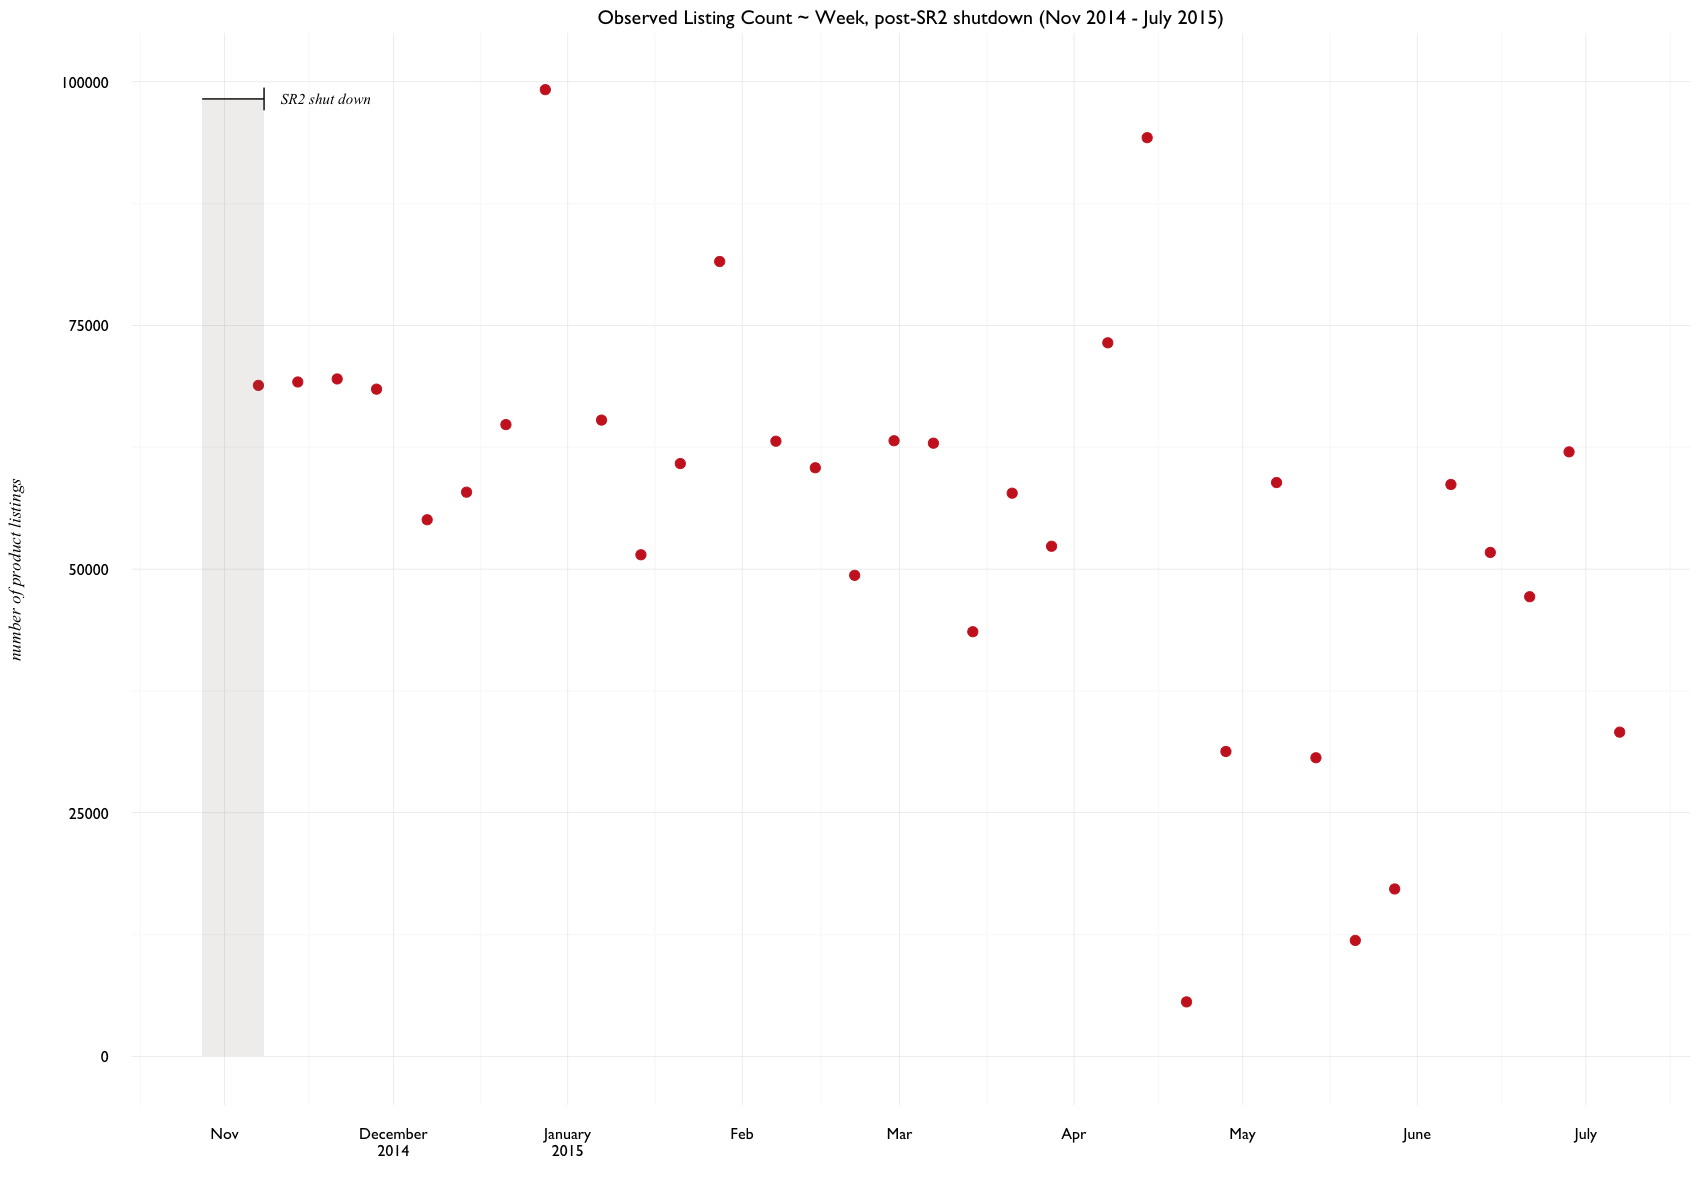 Observed Listing Count ~ Week, post-SR2 shutdown (Nov 2014 - July 2015)
100000
SR2 shut down
75000
50000
25000
0
number of product listings
Nov
December
2014
January
2015
Feb
Mar
Apr
May
June
July